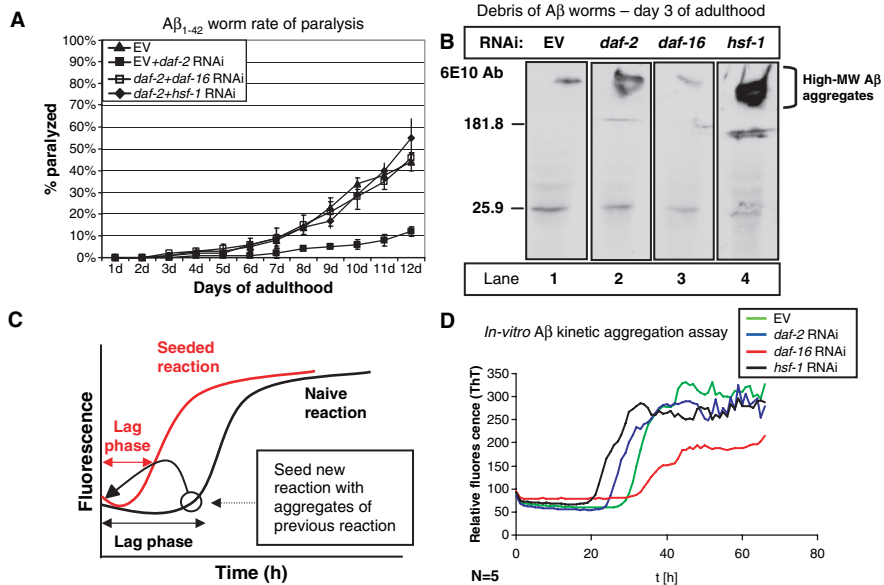 A
Aβ1-42 worm rate of paralysis
100%
90%
80%
70%
60%
50%
40%
30%
20%
10%
0%
% paralyzed
EV
EV+daf-2 RNAi
daf-2+daf-16 RNAi
daf-2+hsf-1 RNAi
1d 2d 3d 4d 5d 6d 7d 8d 9d 10d 11d 12d
Days of adulthood
Debris of Aβ worms – day 3 of adulthood
B
RNAi: EV daf-2 daf-16 hsf-1
6E10 Ab
181.8
25.9
High-MW Aβ
aggregates
Lane 1 2 3 4
C
Fluorescence
Seeded
reaction
Naive
reaction
Lag
phase
Lag phase
Seed new
reaction with
aggregates of
previous reaction
Time (h)
D
In-vitro Aβ kinetic aggregation assay
EV
daf-2 RNAi
daf-16 RNAi
hsf-1 RNAi
Relative fluores cence (ThT)
350
300
250
200
150
100
50
0
0 20 40 60 80
t [h]
N=5